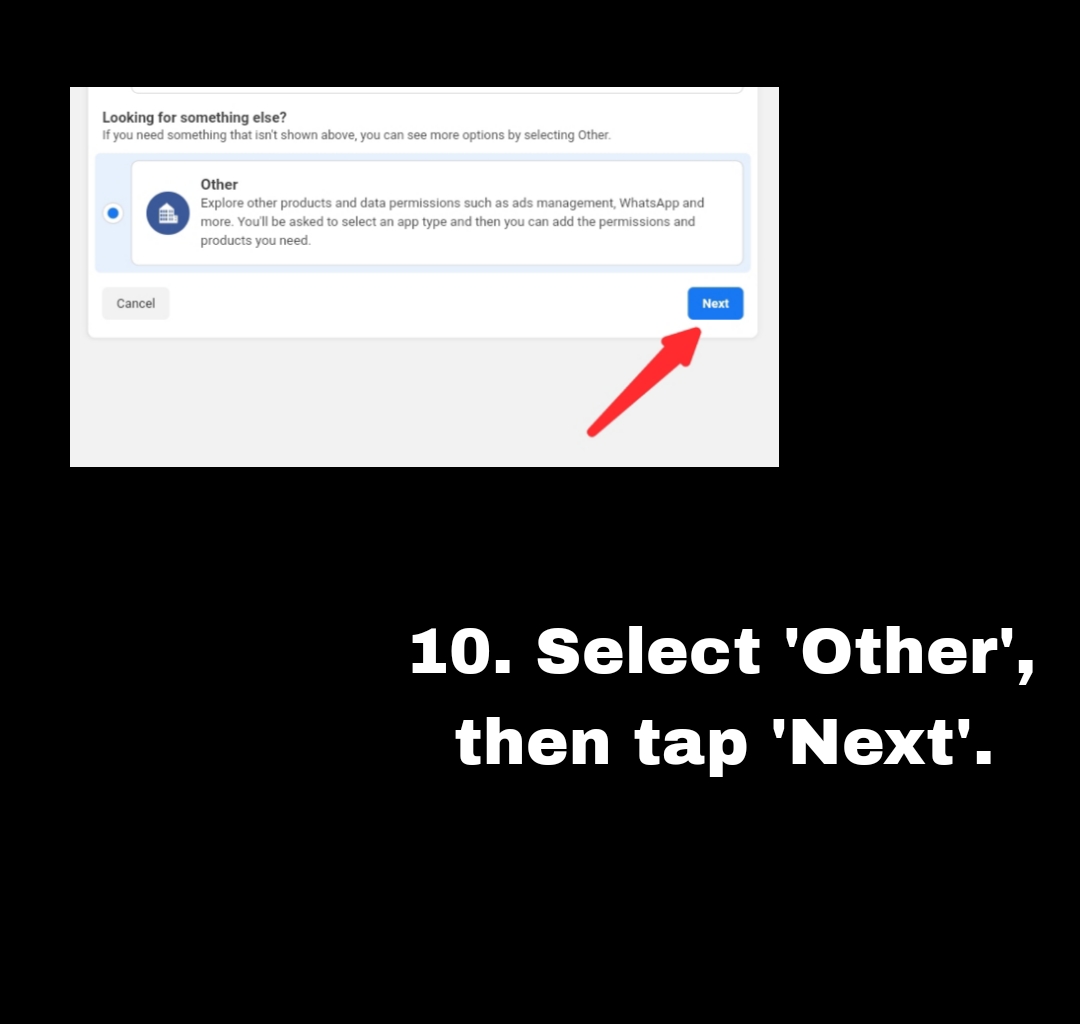 Looking for something else?
If you need something that isn't shown above, you can see more options by selecting Other.
Other
Explore other products and data permissions such as ads management, WhatsApp and
more. You'll be asked to select an app type and then you can add the permissions and
products you need.
Cancel
Next
10. Select 'Other',
then tap 'Next'.